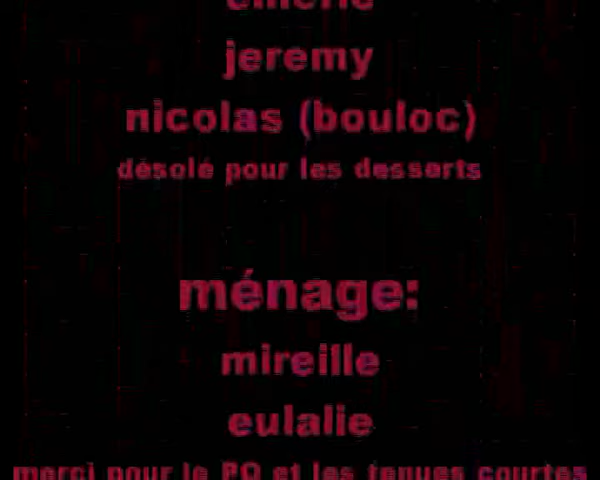 jeremy
nicolas (bouloc)
désolé pour les desserts
ménage:
mireille
eulalie
merci pour le PQ et les tenues courtes